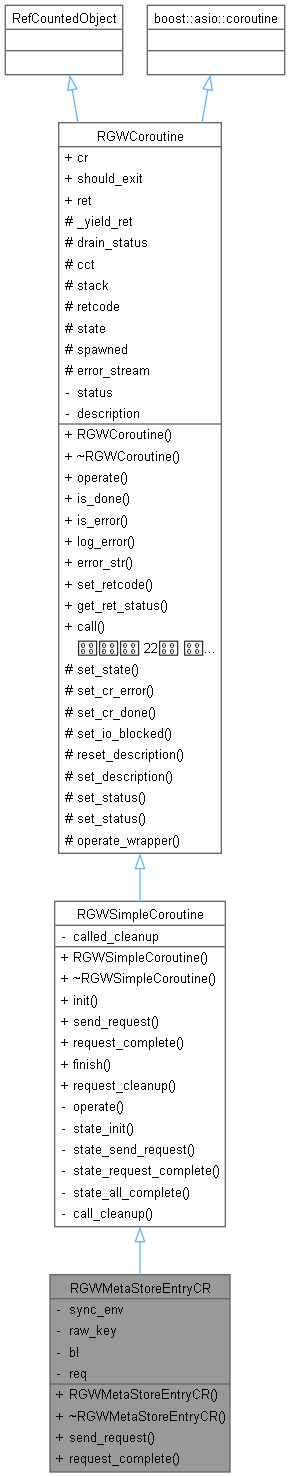 RefCountedObject
boost::asio::coroutine
RGWCoroutine
+ cr
+ should_exit
+ ret
# _yield_ret
# drain_status
# cct
# stack
# retcode
# state
# spawned
# error_stream
- status
- description
+ RGWCoroutine()
+ ~RGWCoroutine()
+ operate()
+ is_done()
+ is_error()
+ log_error()
+ error_str()
+ set_retcode()
+ get_ret_status()
+ call()
22
...
# set_state()
# set_cr_error()
# set_cr_done()
# set_io_blocked()
# reset_description()
# set_description()
# set_status()
# set_status()
# operate_wrapper()
RGWSimpleCoroutine
- called_cleanup
+ RGWSimpleCoroutine()
+ ~RGWSimpleCoroutine()
+ init()
+ send_request()
+ request_complete()
+ finish()
+ request_cleanup()
- operate()
- state_init()
- state_send_request()
- state_request_complete()
- state_all_complete()
- call_cleanup()
RGWMetaStoreEntryCR
- sync_env
- raw_key
- bl
- req
+ RGWMetaStoreEntryCR()
+ ~RGWMetaStoreEntryCR()
+ send_request()
+ request_complete()